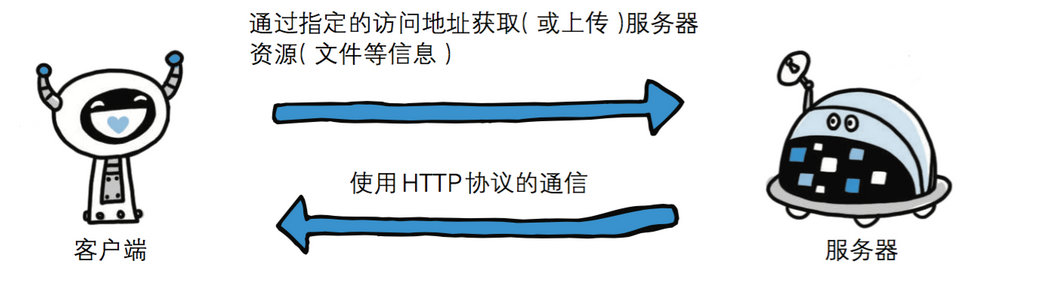 通过指定的访问地址获取( 或上传 )服务器
资源( 文件等信息 )
使用HTTP协议的通信
客户端
服务器